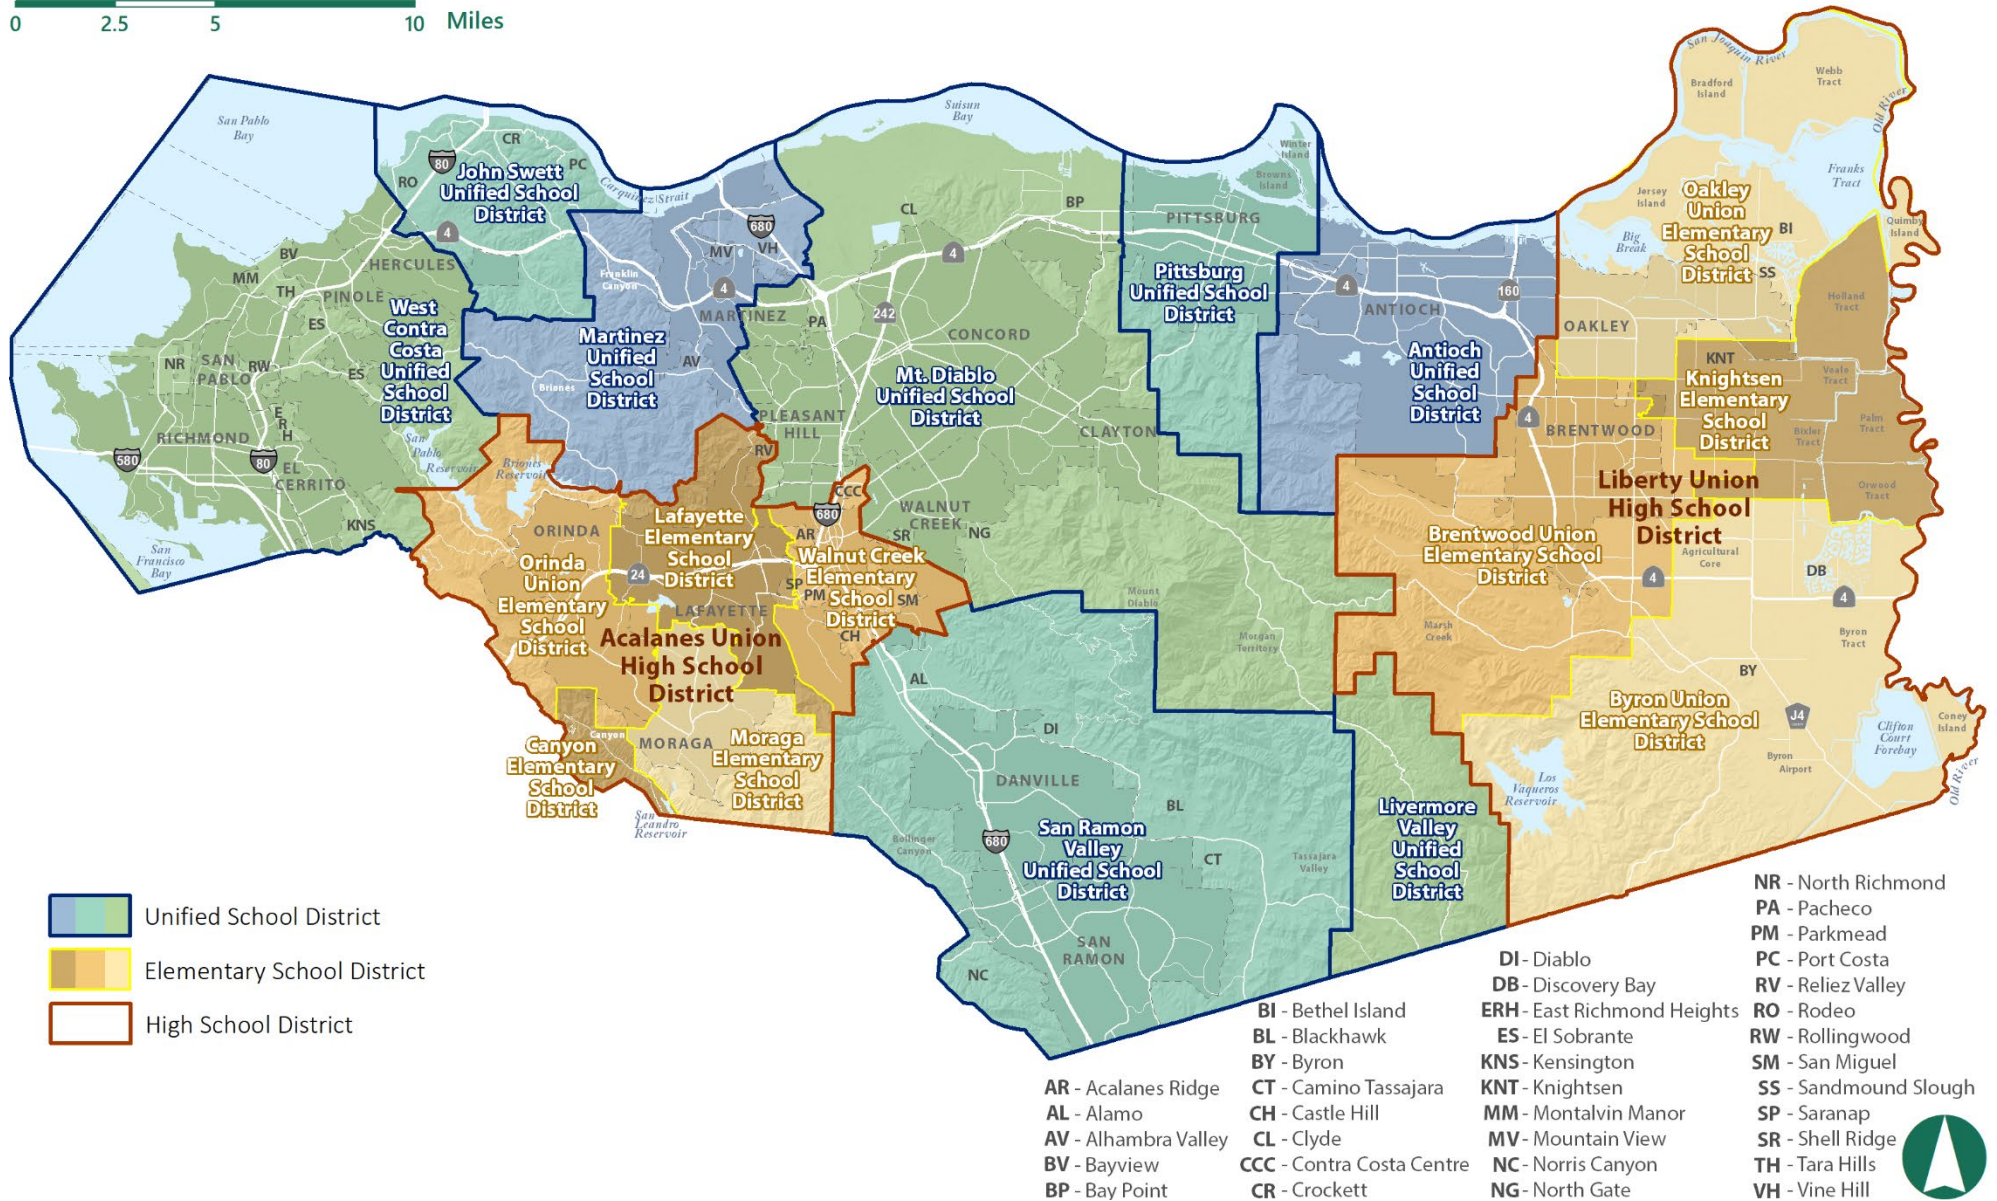 0 2.5 5 10 Miles
San Pablo
Bay
Suisun
Bay
San Joaquin River
Bradford
Island
Webb
Tract
Old River
CR
80
PC
John Swett
Unified School
District
RO
Carquinez Strait
4
Winter
Island
Browns
Island
Franks
Tract
Jersey
Island
Oakley
Union
Elementary
School
District
BI
SS
Quimby
Island
Big
Break
Holland
Tract
CL
BP
4
PITTSBURG
Pittsburg
Unified School
District
680
MV
VH
Franklin
Canyon
4
MARTINEZ
Martinez
Unified
School
District
AV
Briones
BV
MM
HERCULES
TH
PINOLE
ES
NR
SAN
PABLO
RW
ES
E
R
H
RICHMOND
580
80
EL
CERRITO
KNS
West
Contra
Costa
Unified
School
District
San
Pablo
Reservoir
San
Francisco
Bay
PA
242
CONCORD
Mt. Diablo
Unified School
District
PLEASANT
HILL
CLAYTON
RV
WALNUT
CREEK
NG
SR
Mount
Diablo
Morgan
Territory
4
160
ANTIOCH
Antioch
Unified
School
District
OAKLEY
KNT
Knightsen
Elementary
School
District
Veale
Tract
Palm
Tract
Bixler
Tract
Orwood
Tract
4
BRENTWOOD
Liberty Union
High School
District
Brentwood Union
Elementary School
District
Agricultural
Core
4
DB
4
Byron
Tract
Marsh
Creek
BY
Byron Union
Elementary School
District
J4
Byron
Airport
Clifton
Court
Forebay
Coney
Island
Old River
Los
Vaqueros
Reservoir
Briones
Reservoir
ORINDA
Orinda
Union
Elementary
School
District
24
Lafayette
Elementary
School
District
LAFAYETTE
CCC
680
AR
Walnut Creek
Elementary
School
District
SP
PM
SM
CH
Acalanes Union
High School
District
Canyon
Canyon
Elementary
School
District
MORAGA
Moraga
Elementary
School
District
San
Leandro
Reservoir
AL
DI
DANVILLE
BL
680
San Ramon
Valley
Unified School
District
Bollinger
Canyon
CT
Tassajara
Valley
SAN
RAMON
NC
Livermore
Valley
Unified
School
District
Unified School District
Elementary School District
High School District
AR - Acalanes Ridge
AL - Alamo
AV - Alhambra Valley
BV - Bayview
BP - Bay Point
BI - Bethel Island
BL - Blackhawk
BY - Byron
CT - Camino Tassajara
CH - Castle Hill
CL - Clyde
CCC - Contra Costa Centre
CR - Crockett
DI - Diablo
DB - Discovery Bay
ERH - East Richmond Heights
ES - El Sobrante
KNS - Kensington
KNT - Knightsen
MM - Montalvin Manor
MV - Mountain View
NC - Norris Canyon
NG - North Gate
NR - North Richmond
PA - Pacheco
PM - Parkmead
PC - Port Costa
RV - Reliez Valley
RO - Rodeo
RW - Rollingwood
SM - San Miguel
SS - Sandmound Slough
SP - Saranap
SR - Shell Ridge
TH - Tara Hills
VH - Vine Hill